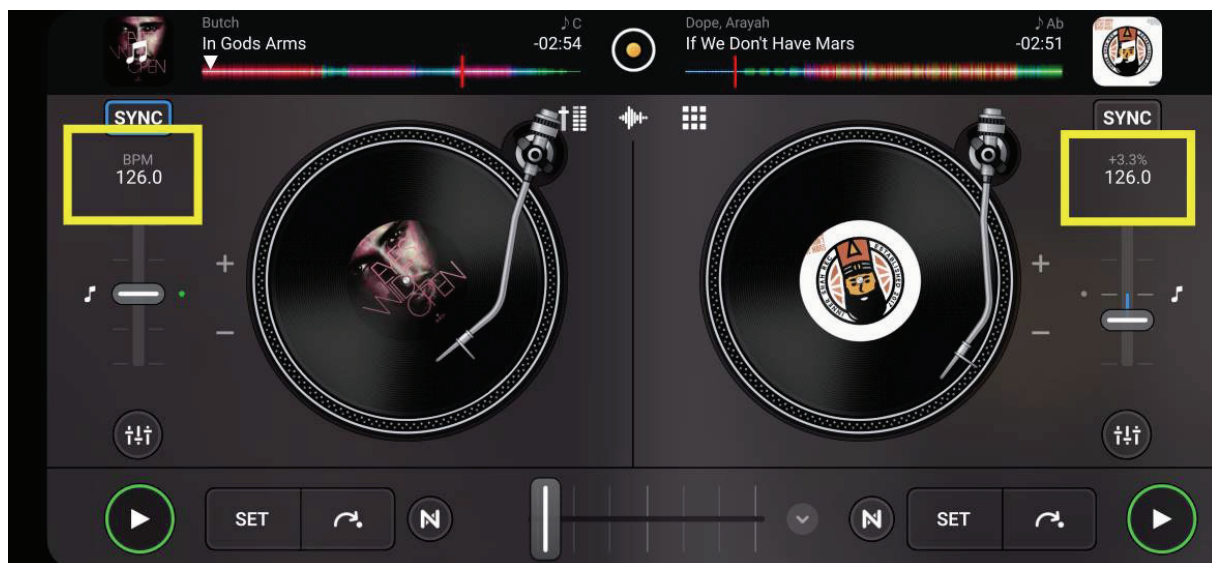 Butch
In Gods Arms
C
-02:54
Dope, Arayah
If We Don't Have Mars
Ab
-02:51
SYNC
BPM
126.0
SYNC
+3.3%
126.0
SET
SET